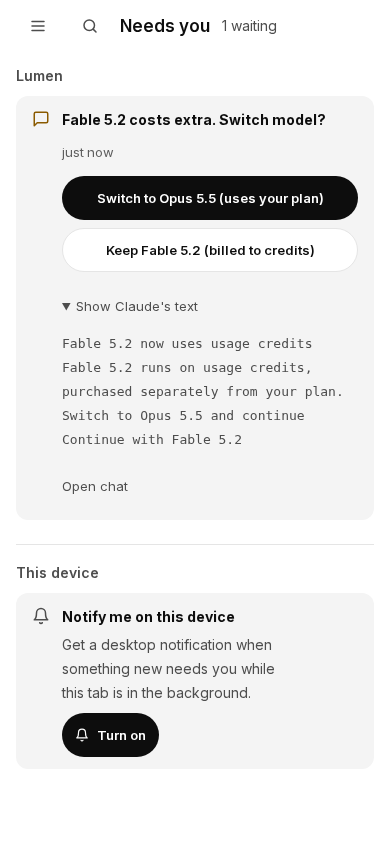 Needs you 1 waiting
Lumen
Fable 5.2 costs extra. Switch model?
just now
Switch to Opus 5.5 (uses your plan)
Keep Fable 5.2 (billed to credits)
▼ Show Claude's text
Fable 5.2 now uses usage credits
Fable 5.2 runs on usage credits,
purchased separately from your plan.
Switch to Opus 5.5 and continue
Continue with Fable 5.2
Open chat
This device
Notify me on this device
Get a desktop notification when
something new needs you while
this tab is in the background.
Turn on